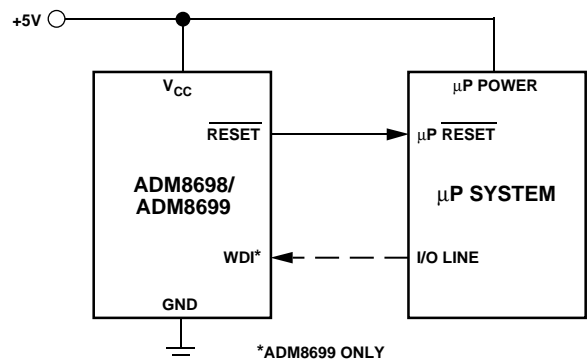 +5V
VCC
RESET
ADM8698/
ADM8699
WDI*
GND
μP POWER
μP RESET
μP SYSTEM
I/O LINE
*ADM8699 ONLY